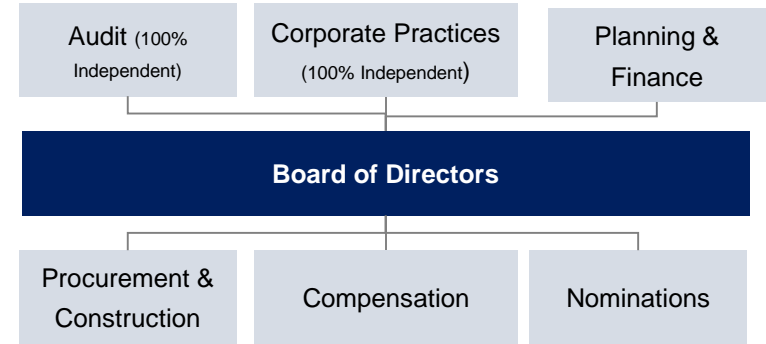 Audit (100%
Independent)
Corporate Practices
(100% Independent)
Planning &
Finance
Board of Directors
Procurement &
Construction
Compensation
Nominations